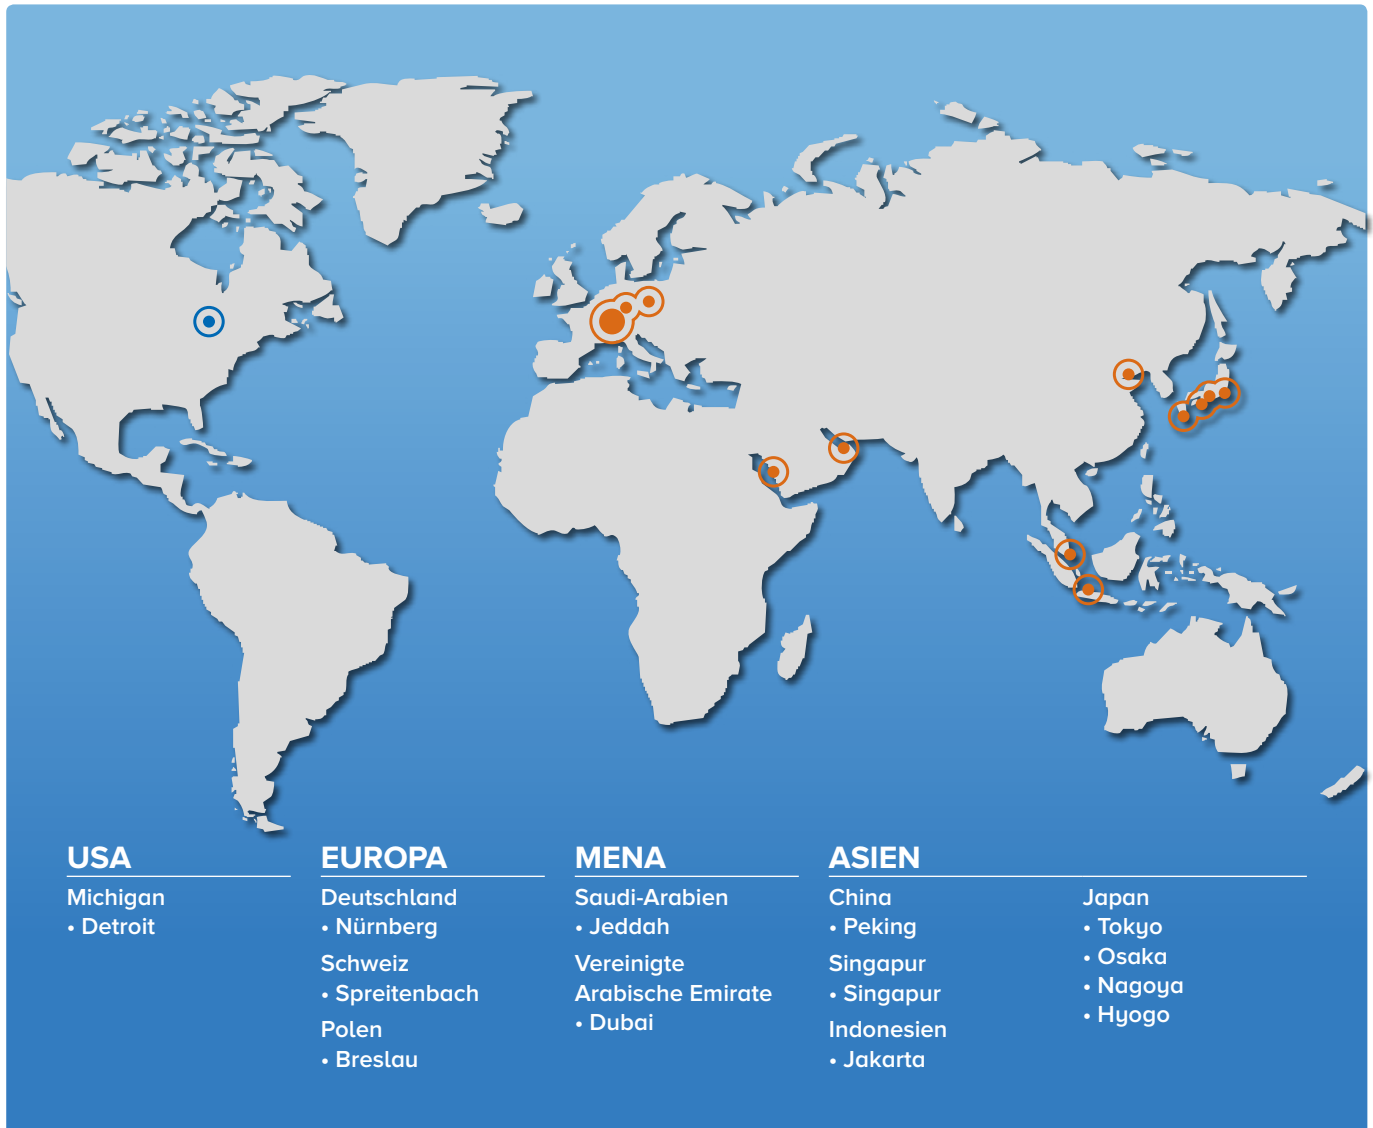 USA
Michigan
• Detroit
EUROPA
Deutschland
• Nürnberg
Schweiz
• Spreitenbach
Polen
• Breslau
MENA
Saudi-Arabien
• Jeddah
Vereinigte
Arabische Emirate
• Dubai
ASIEN
China
• Peking
Singapur
• Singapur
Indonesien
• Jakarta
Japan
• Tokyo
• Osaka
• Nagoya
• Hyogo